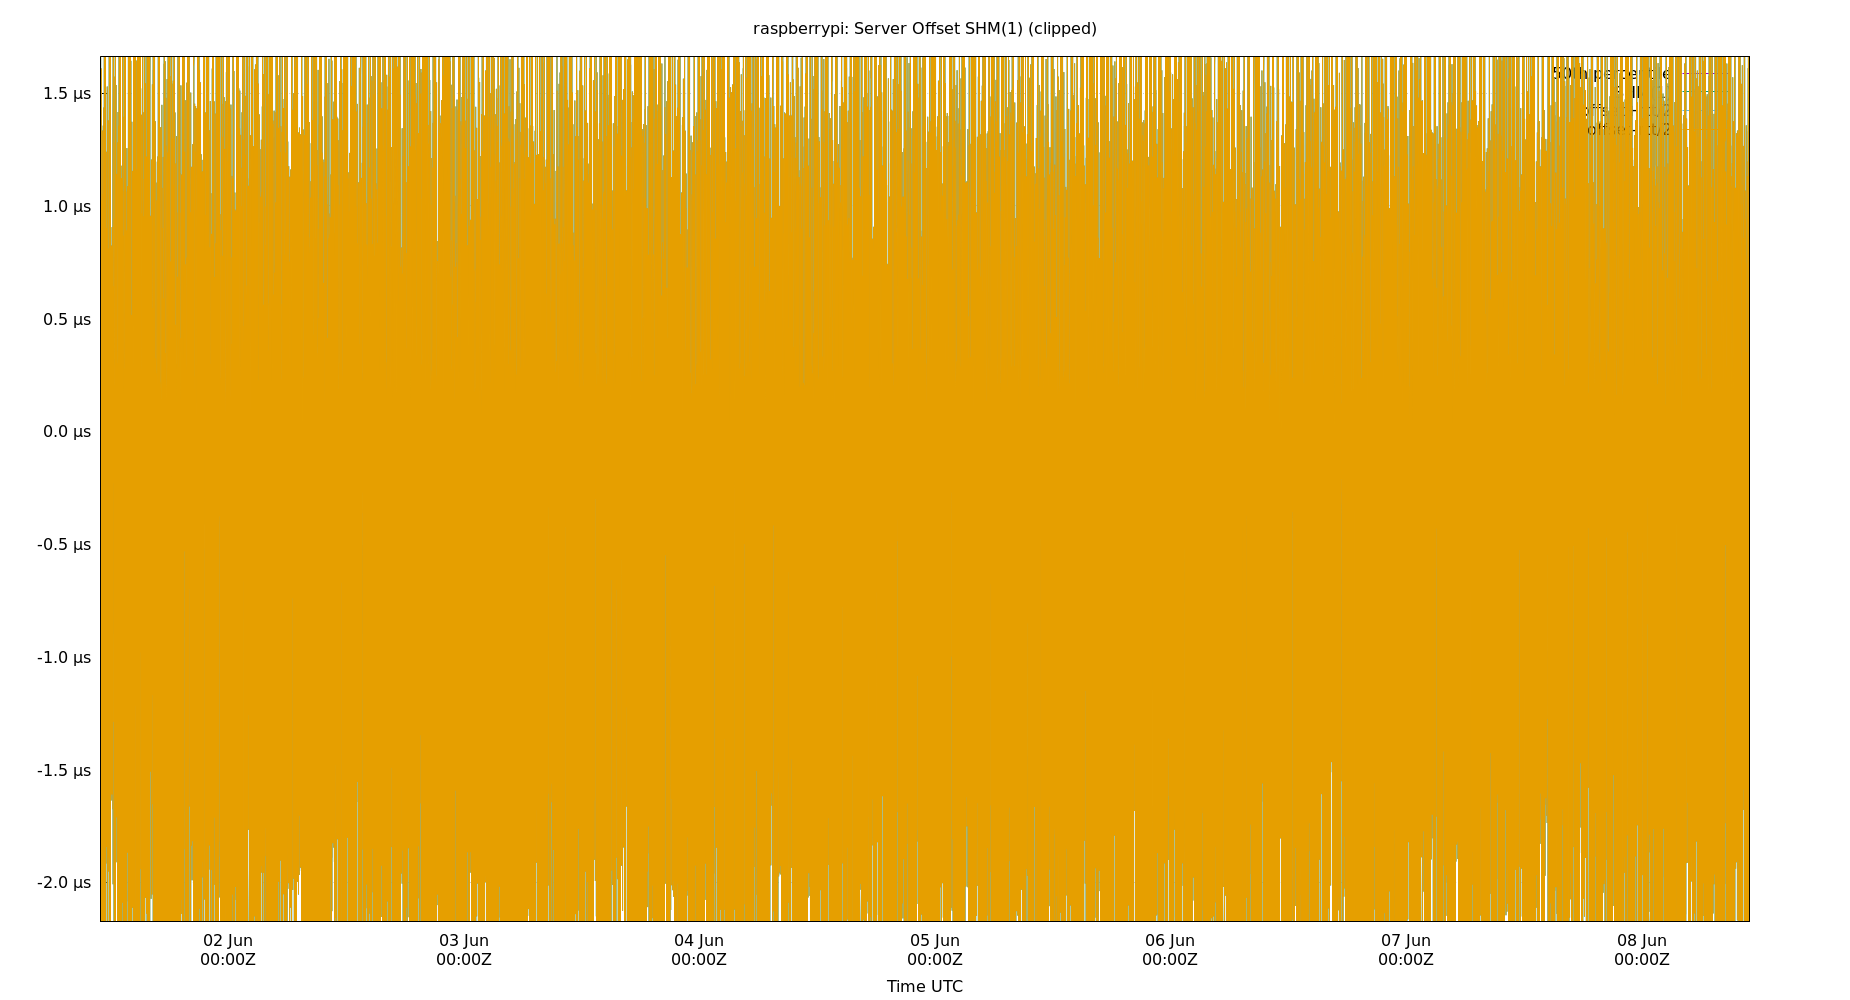 raspberrypi: Server Offset SHM(1) (clipped)
1.5 µs
1.0 µs
0.5 µs
0.0 µs
-0.5 µs
-1.0 µs
-1.5 µs
-2.0 µs
50th percentile
02 Jun 03 Jun 04 Jun 05 Jun 06 Jun 07 Jun 08 Jun
00:00Z 00:00Z 00:00Z 00:00Z 00:00Z 00:00Z 00:00Z
Time UTC